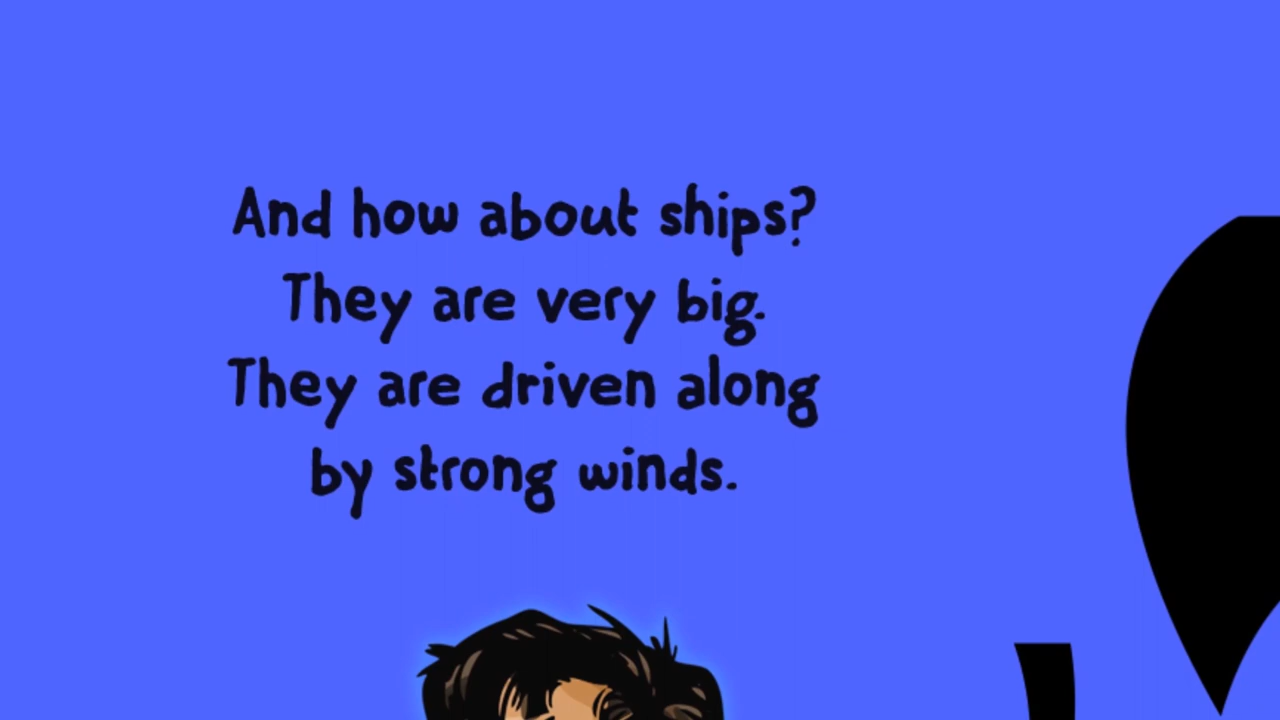 And how about ships?
They are very big.
They are driven along
by strong winds.